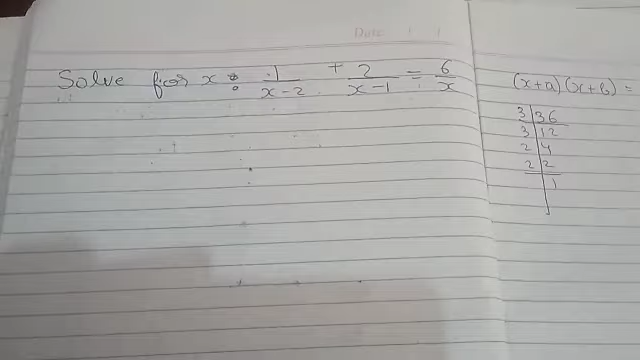 Date
Solve for x : 1/(x-2) + 2/(x-1) = 6/x
(x+a)(x+b) =
3 | 36
3 | 12
2 | 4
2 | 2
| 1